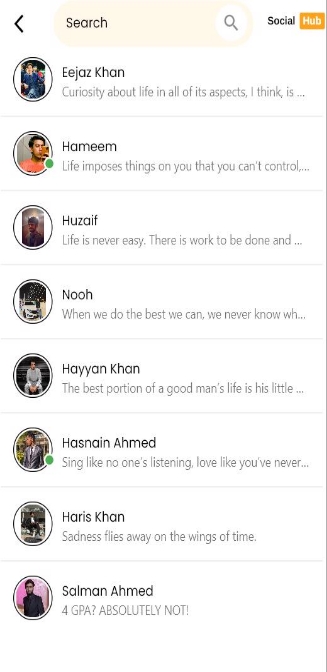 Search
Social Hub
Eejaz Khan
Curiosity about life in all of its aspects, I think, is ...
Hameem
Life imposes things on you that you can't control,...
Huzaif
Life is never easy. There is work to be done and ...
Nooh
When we do the best we can, we never know wh...
Hayyan Khan
The best portion of a good man's life is his little ...
Hasnain Ahmed
Sing like no one's listening, love like you've never...
Haris Khan
Sadness flies away on the wings of time.
Salman Ahmed
4 GPA? ABSOLUTELY NOT!